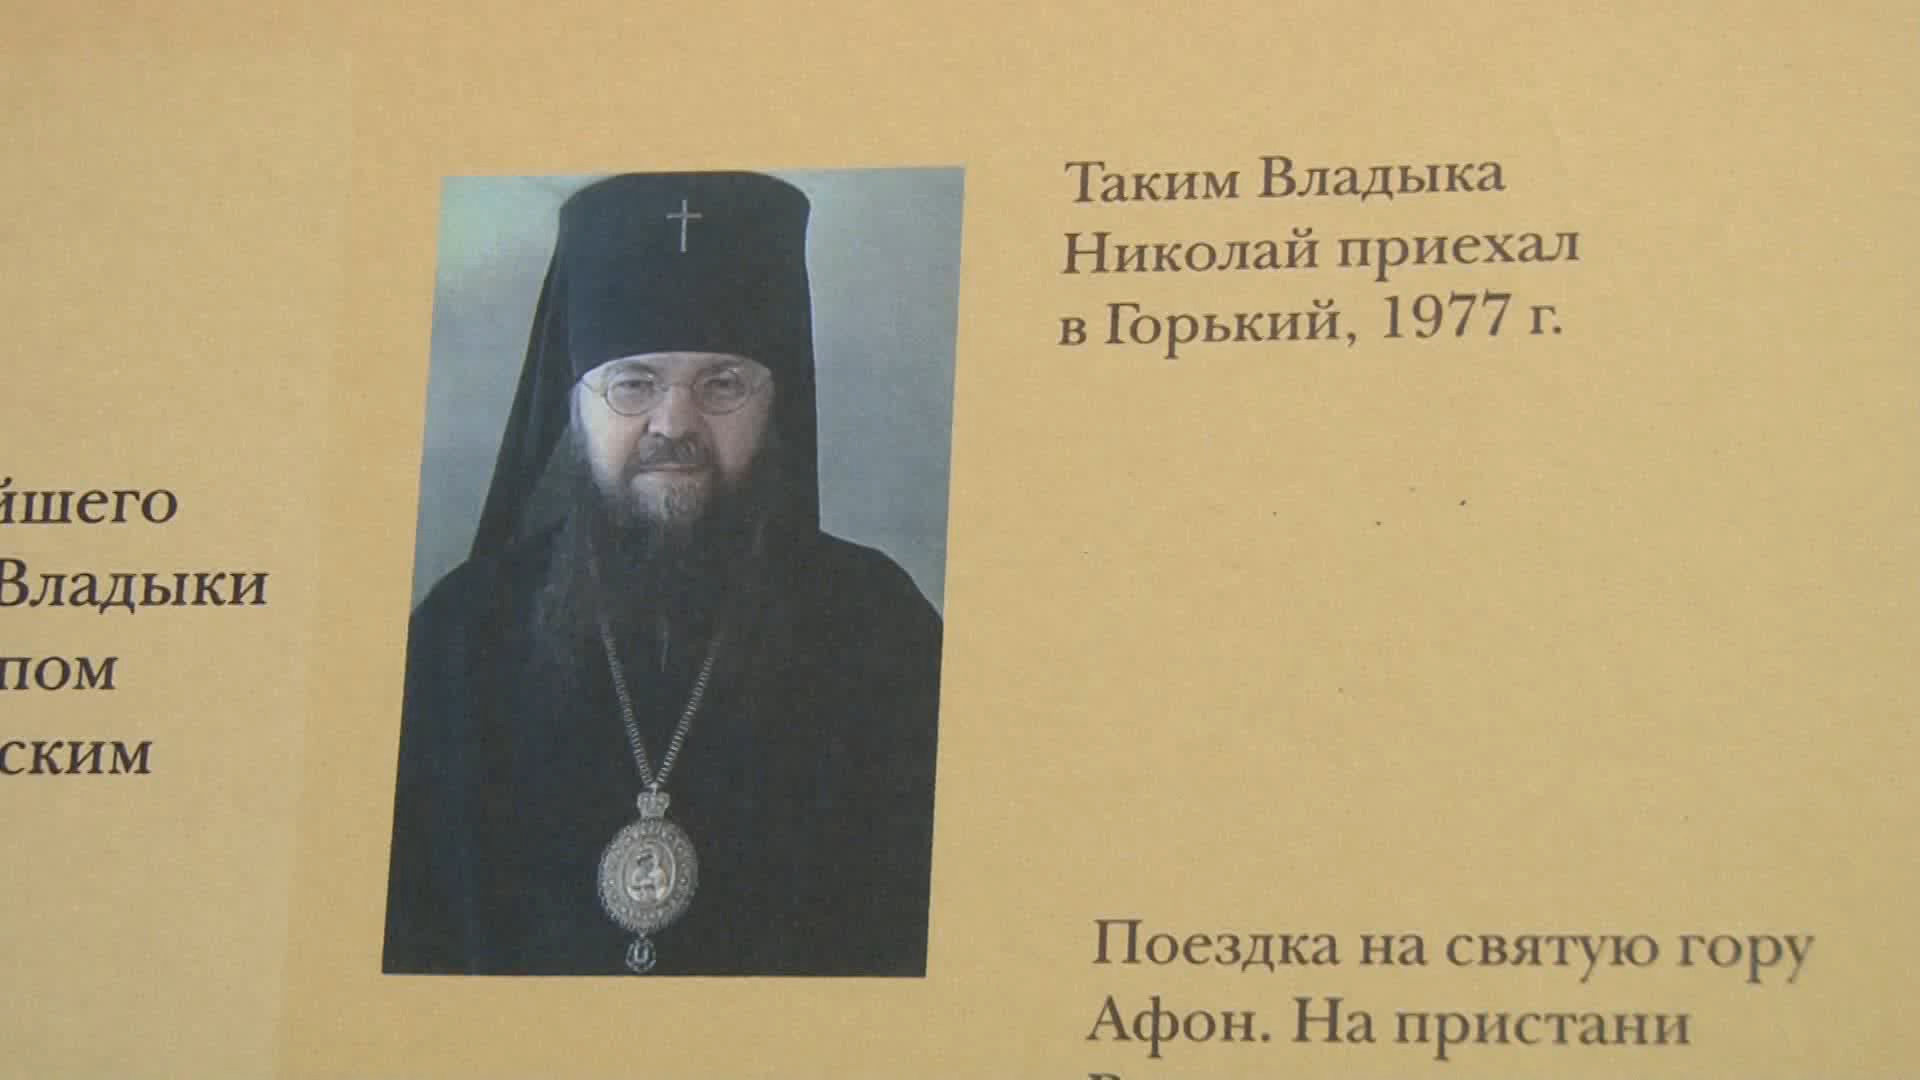 Таким Владыка
Николай приехал
в Горький, 1977 г.
йшего
Владыки
пом
ским
Поездка на святую гору
Афон. На пристани